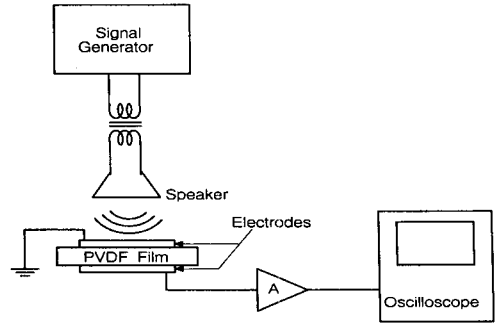 Signal
Generator
Speaker
Electrodes
PVDF Film
A
Oscilloscope